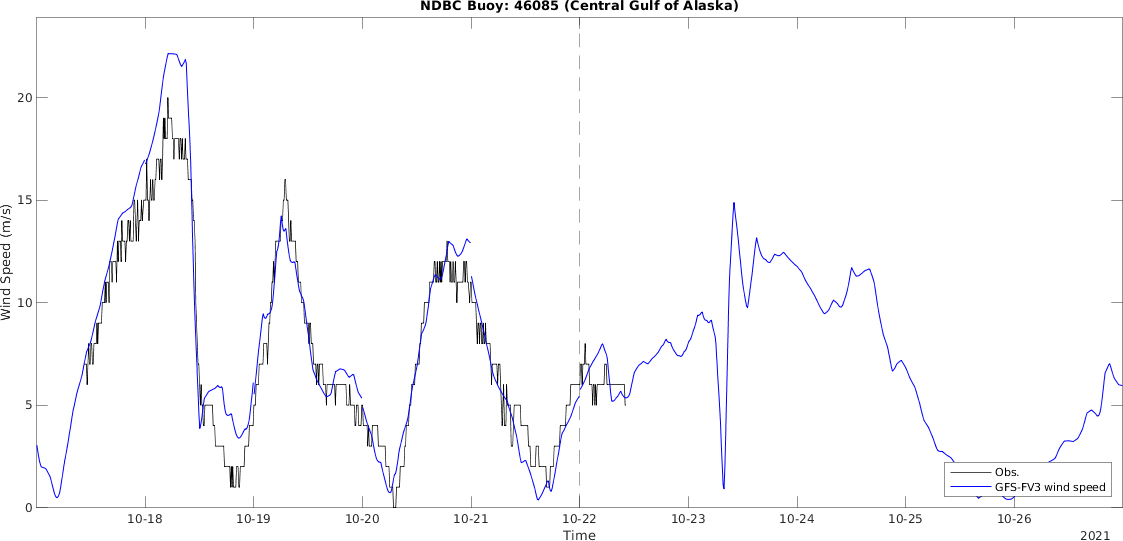 NDBC Buoy: 46085 (Central Gulf of Alaska)
Wind Speed (m/s)
20
15
10
5
0
10-18 10-19 10-20 10-21 10-22 10-23 10-24 10-25 10-26
Time
2021
Obs.
GFS-FV3 wind speed